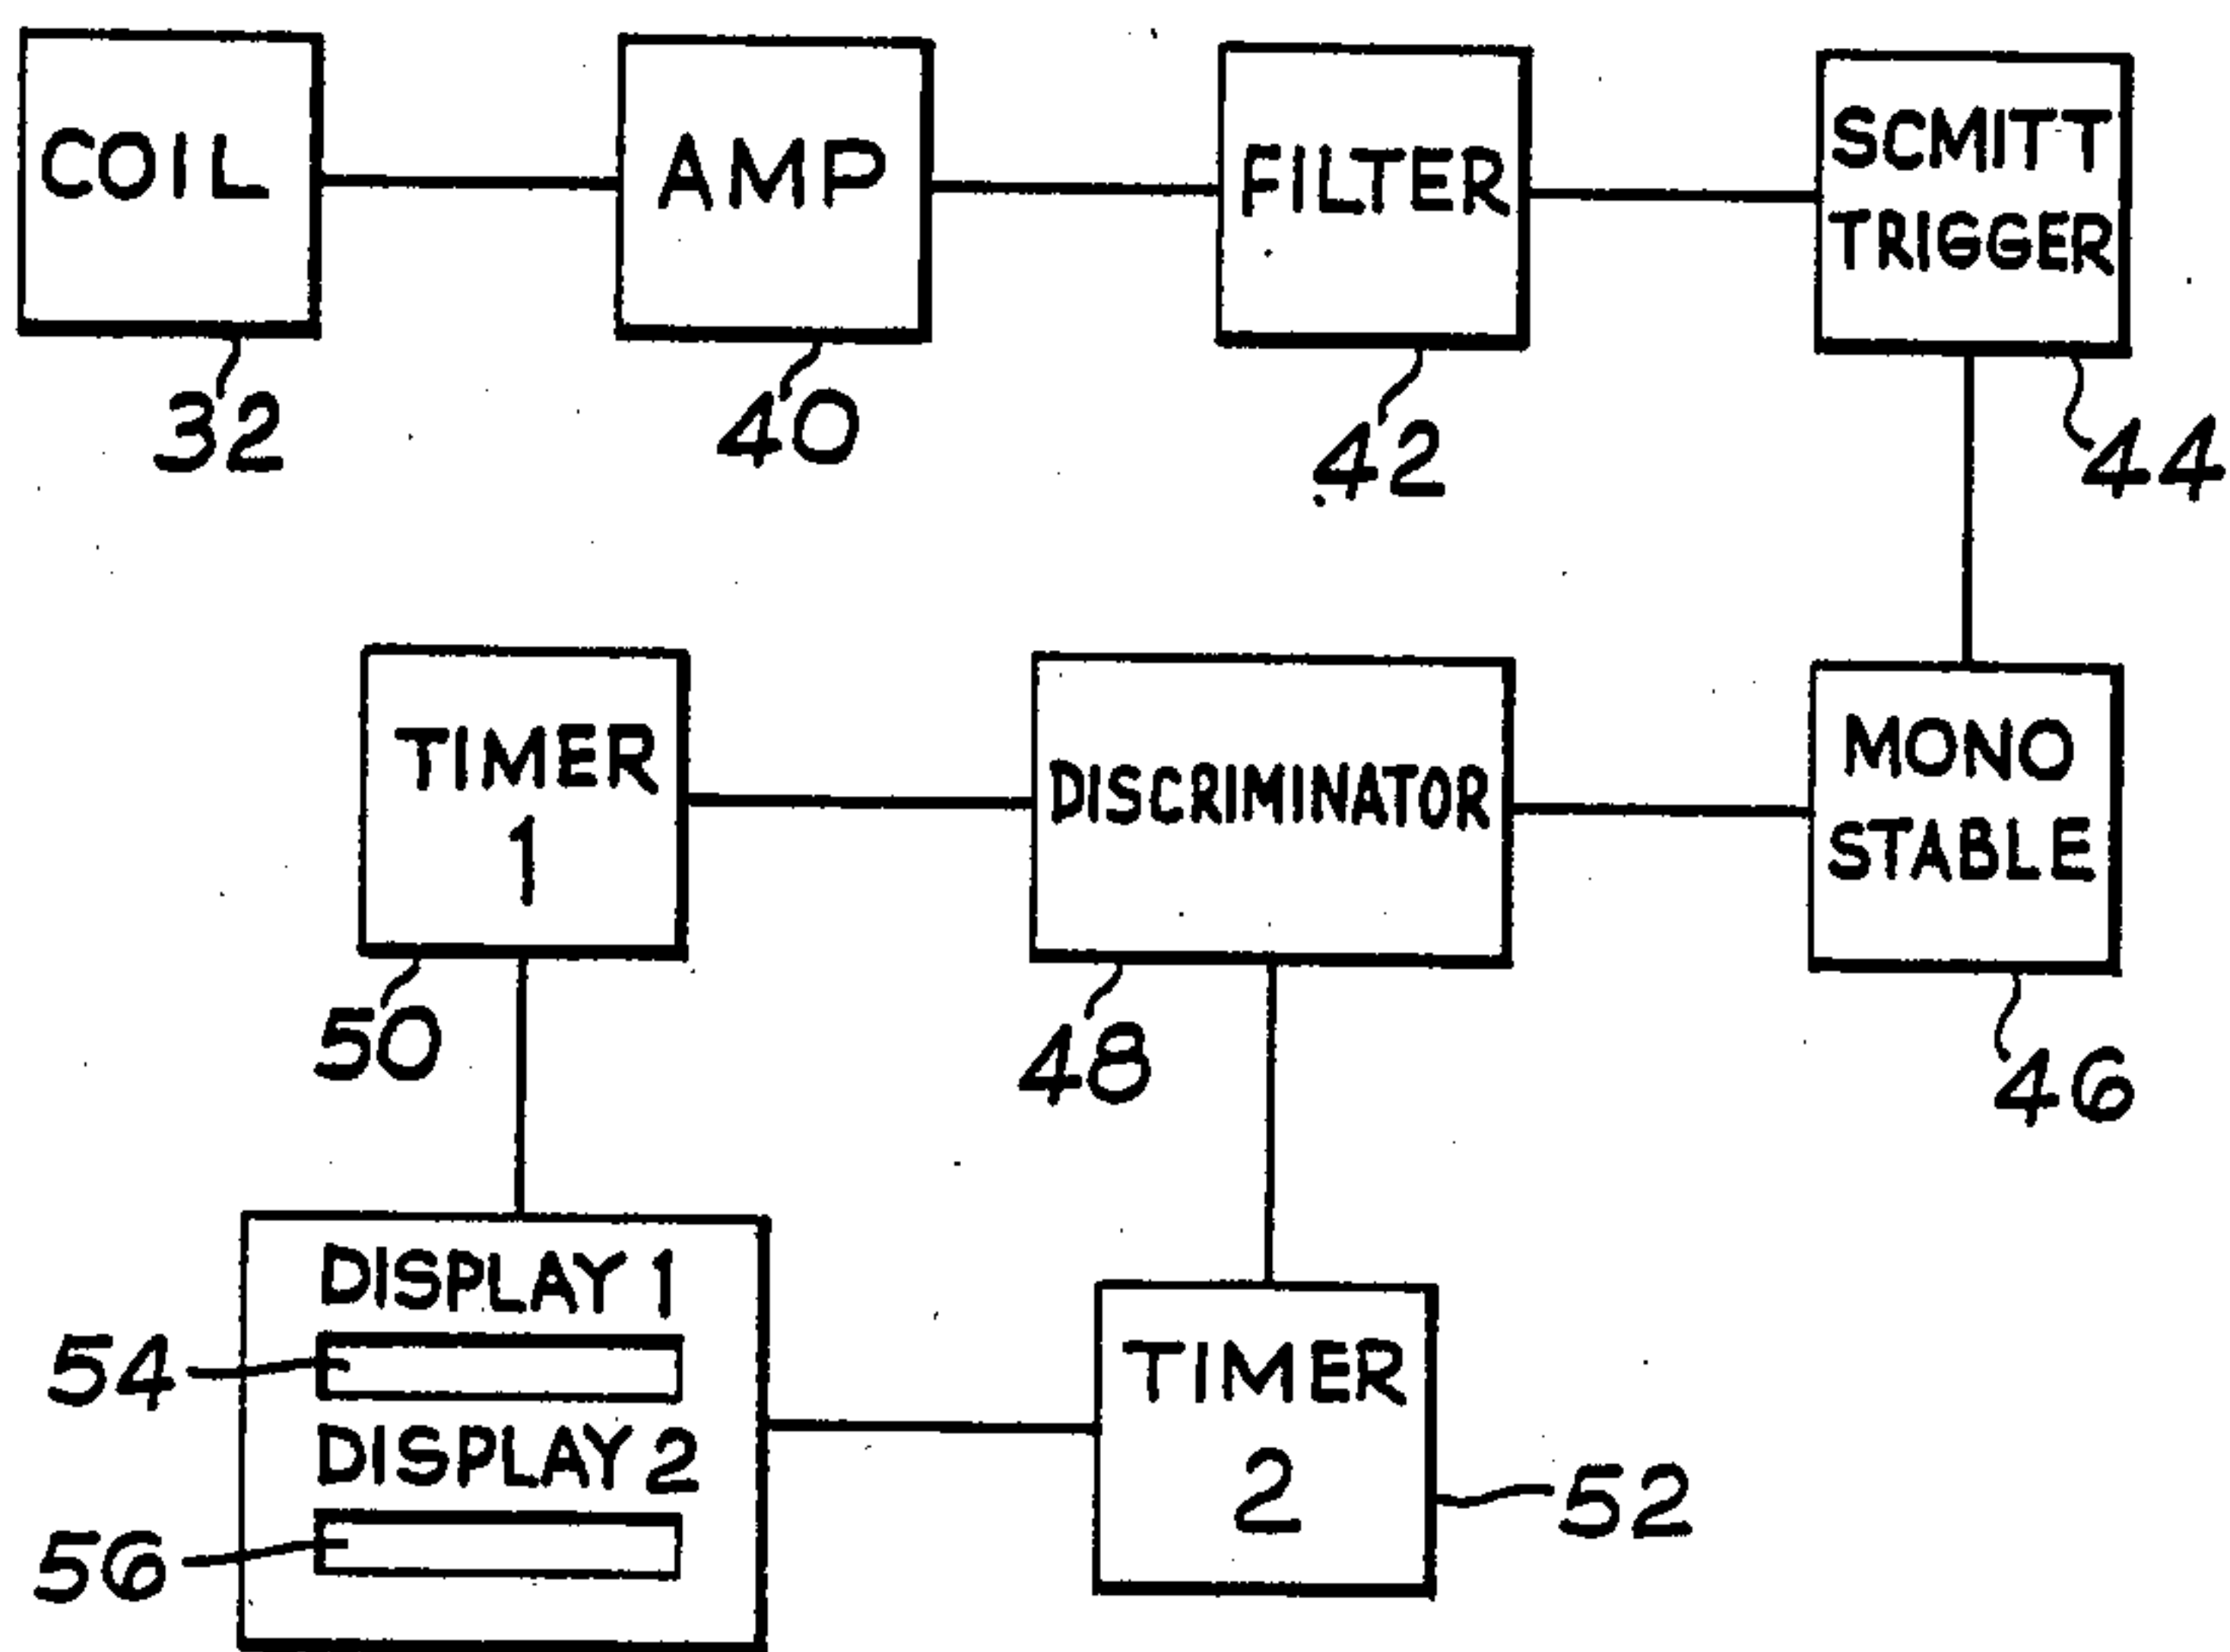 COIL
AMP
FILTER
SCMITT
TRIGGER
32
40
42
44
TIMER
1
DISCRIMINATOR
MONO
STABLE
50
48
46
DISPLAY 1
54
DISPLAY 2
56
TIMER
2
52